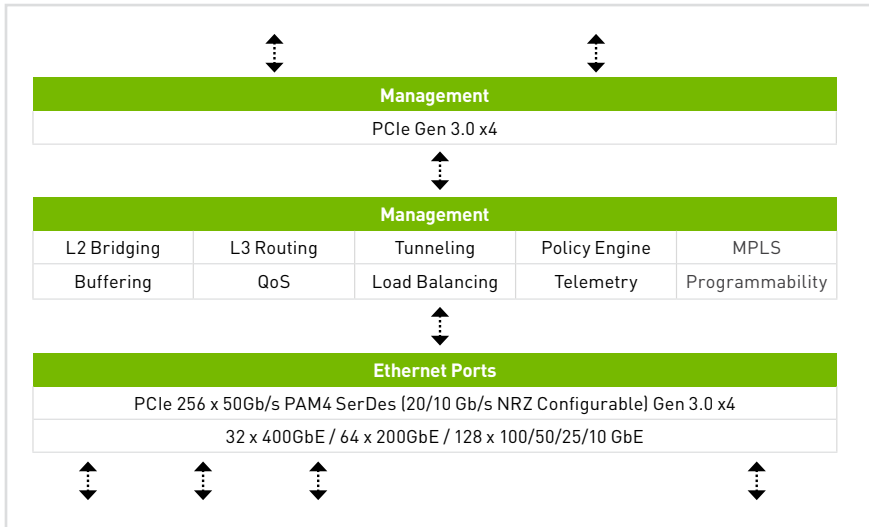 Management
PCIe Gen 3.0 x4
Management
L2 Bridging L3 Routing Tunneling Policy Engine MPLS
Buffering QoS Load Balancing Telemetry Programmability
Ethernet Ports
PCIe 256 x 50Gb/s PAM4 SerDes (20/10 Gb/s NRZ Configurable) Gen 3.0 x4
32 x 400GbE / 64 x 200GbE / 128 x 100/50/25/10 GbE